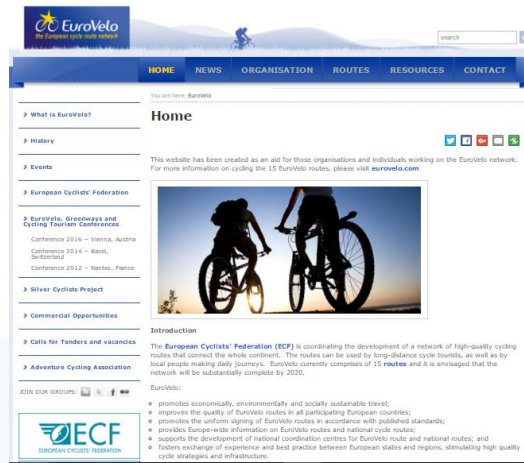 EuroVelo
the European cycle route network
search
HOME NEWS ORGANISATION ROUTES RESOURCES CONTACT
You are here: EuroVelo
Home
What is EuroVelo?
History
Events
European Cyclists' Federation
EuroVelo, Greenways and
Cycling Tourism Conferences
Conference 2016 – Vienna, Austria
Conference 2014 – Basel,
Switzerland
Conference 2012 – Nantes, France
Silver Cyclists Project
Commercial Opportunities
Calls for Tenders and vacancies
Adventure Cycling Association
JOIN OUR GROUPS:
ECF
EUROPEAN CYCLISTS' FEDERATION
This website has been created as an aid for those organisations and individuals working on the EuroVelo network.
For more information on cycling the 15 EuroVelo routes, please visit eurovelo.com
Introduction
The European Cyclists' Federation (ECF) is coordinating the development of a network of high-quality cycling
routes that connect the whole continent. The routes can be used by long-distance cycle tourists, as well as by
local people making daily journeys. EuroVelo currently comprises of 15 routes and it is envisaged that the
network will be substantially complete by 2020.
EuroVelo:
promotes economically, environmentally and socially sustainable travel;
improves the quality of EuroVelo routes in all participating European countries;
promotes the uniform signing of EuroVelo routes in accordance with published standards;
provides Europe-wide information on EuroVelo routes and national cycle routes;
supports the development of national coordination centres for EuroVelo route and national routes; and
fosters exchange of experience and best practice between European states and regions, stimulating high quality
cycle strategies and infrastructure.